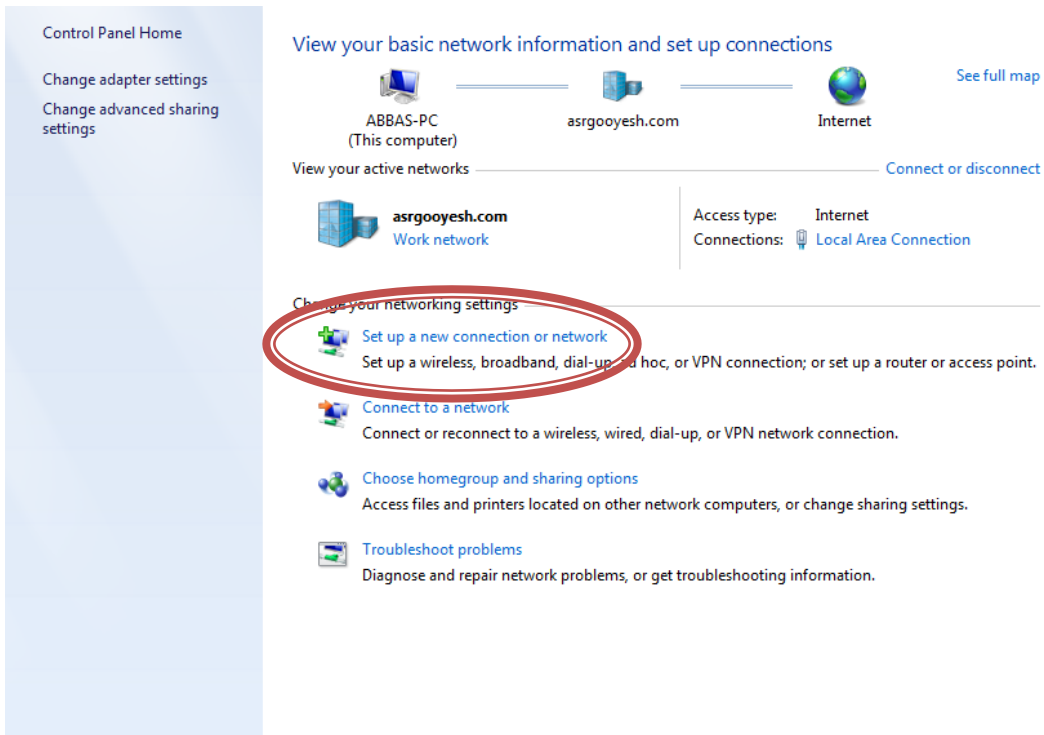 Control Panel Home
Change adapter settings
Change advanced sharing
settings
View your basic network information and set up connections
See full map
ABBAS-PC
(This computer)
asrgooyesh.com
Internet
View your active networks
Connect or disconnect
asrgooyesh.com
Work network
Access type: Internet
Connections: Local Area Connection
Change your networking settings
Set up a new connection or network
Set up a wireless, broadband, dial-up, ad hoc, or VPN connection; or set up a router or access point.
Connect to a network
Connect or reconnect to a wireless, wired, dial-up, or VPN network connection.
Choose homegroup and sharing options
Access files and printers located on other network computers, or change sharing settings.
Troubleshoot problems
Diagnose and repair network problems, or get troubleshooting information.